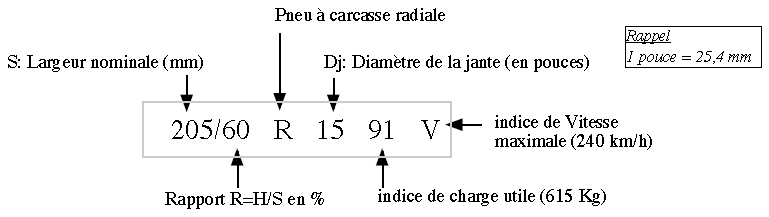 Pneu à carcasse radiale
Rappel
1 pouce = 25,4 mm
S: Largeur nominale (mm)
Dj: Diamètre de la jante (en pouces)
205/60 R 15 91 V
indice de Vitesse
maximale (240 km/h)
Rapport R=H/S en %
indice de charge utile (615 Kg)